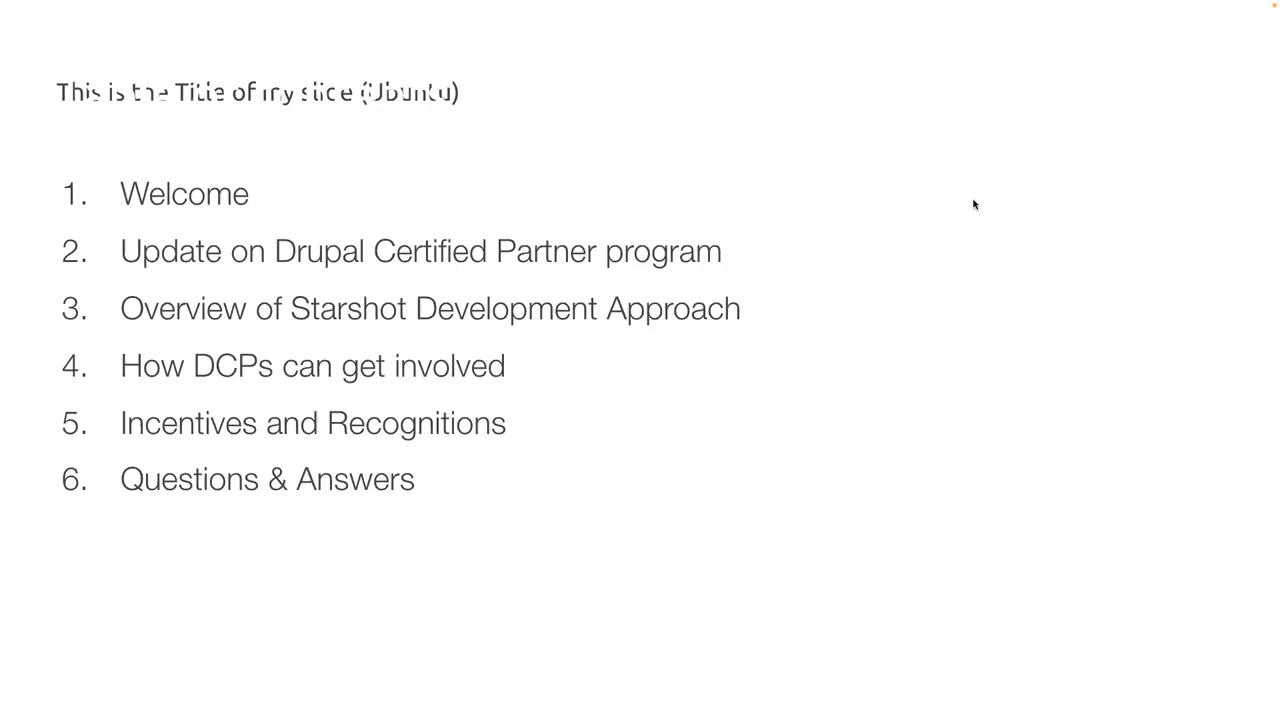 This is the Title of my slide (Ubuntu)
1. Welcome
2. Update on Drupal Certified Partner program
3. Overview of Starshot Development Approach
4. How DCPs can get involved
5. Incentives and Recognitions
6. Questions & Answers